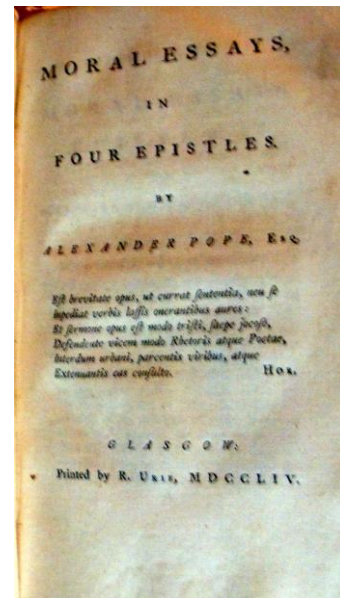 MORAL ESSAYS,
IN
FOUR EPISTLES.
BY
ALEXANDER POPE, Esq.
Eſt brevitate opus, ut currat ſententia, neu ſe
impediat verbis laſſis onerantibus aures:
Et ſermone opus eſt modo triſti, ſæpe jocoſo,
Defendente vicem modo Rhetoris atque Poetae,
Interdum urbani, parcentis viribus, atque
Extenuantis eas conſulto. HOR.
GLASGOW:
Printed by R. URIE, MDCCLIV.